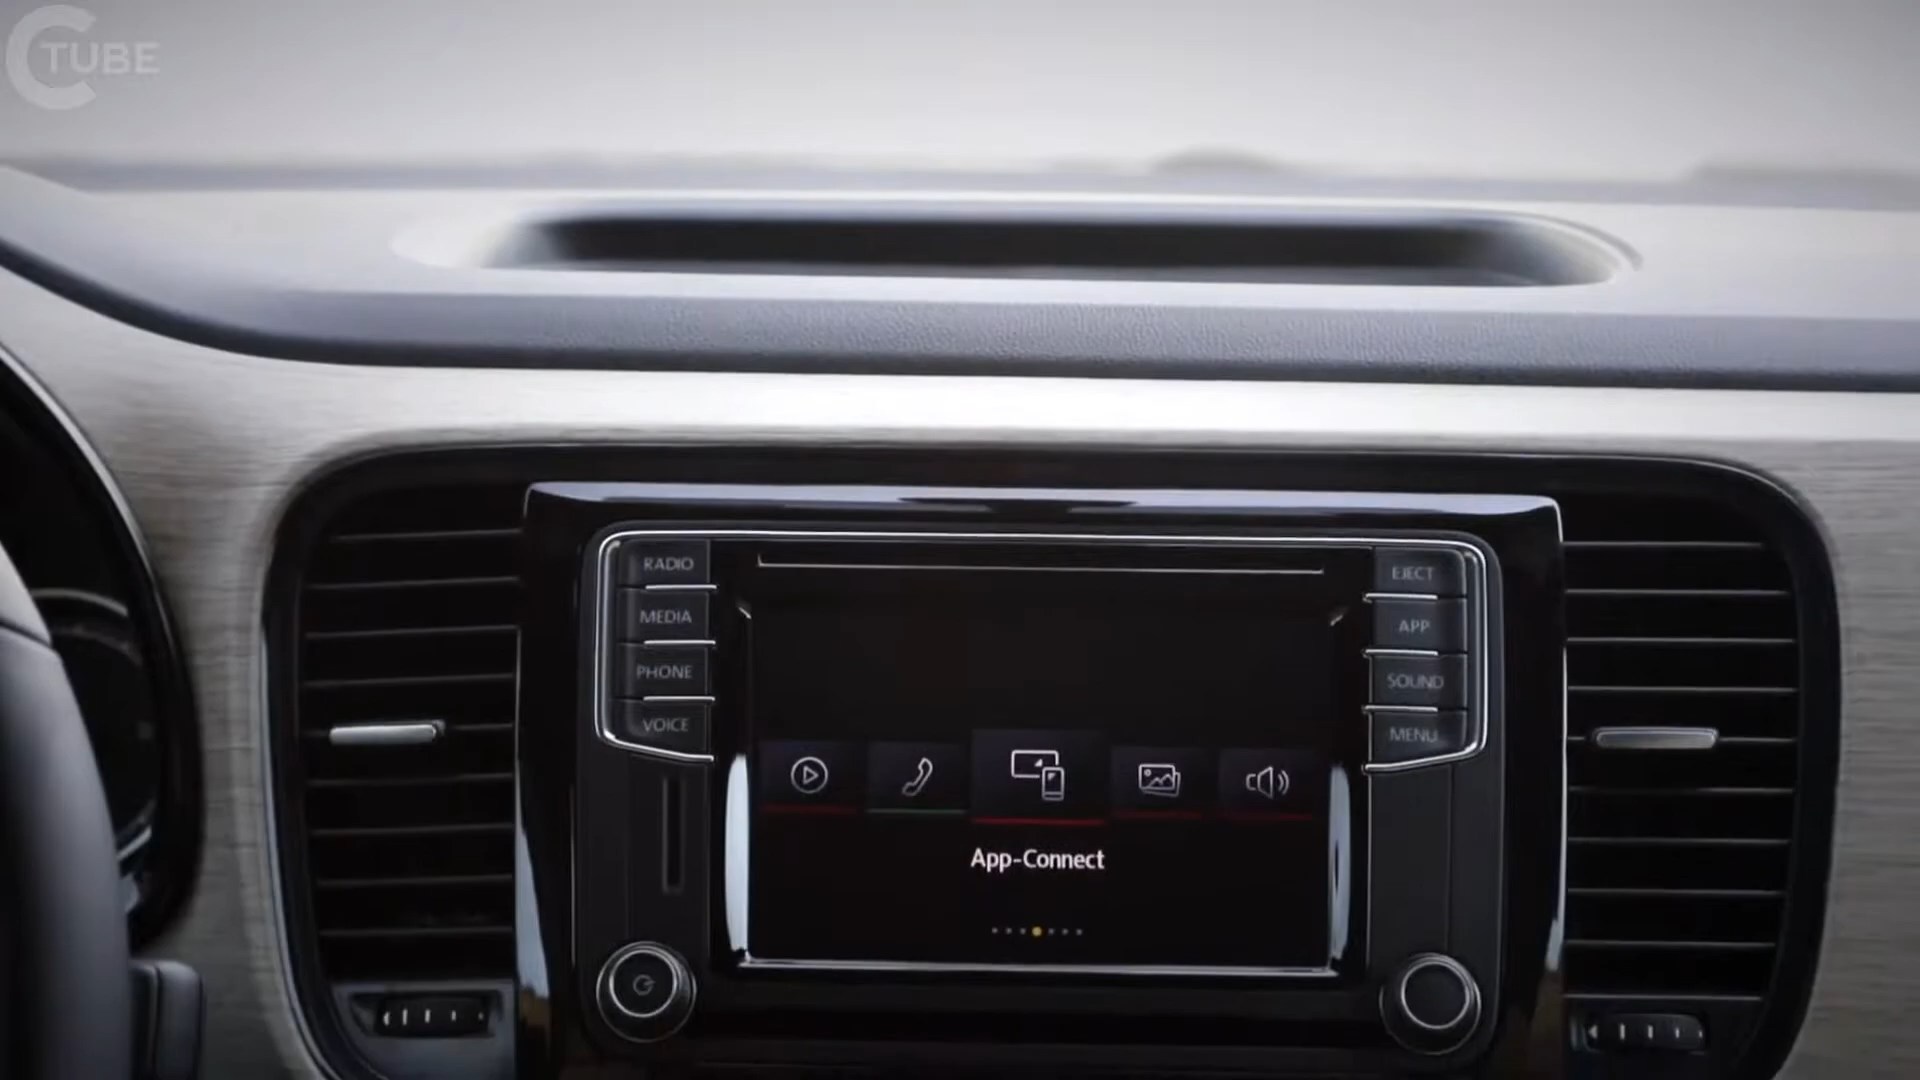 C TUBE
RADIO
MEDIA
PHONE
VOICE
EJECT
APP
SOUND
MENU
App-Connect